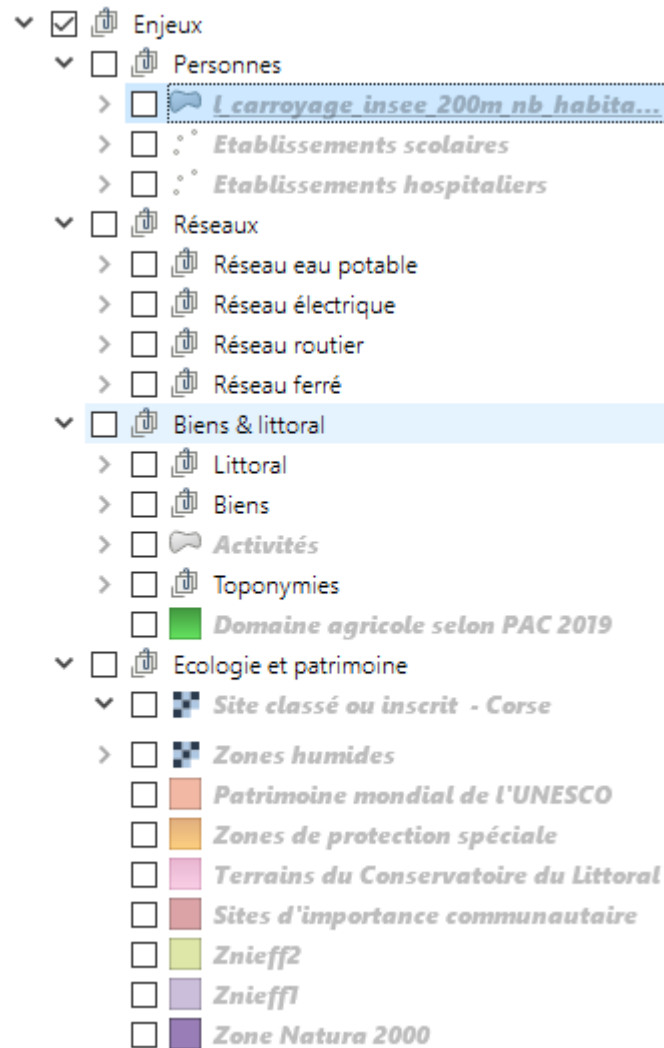 Enjeux
Personnes
l_carroyage_insee_200m_nb_habita...
Etablissements scolaires
Etablissements hospitaliers
Réseaux
Réseau eau potable
Réseau électrique
Réseau routier
Réseau ferré
Biens & littoral
Littoral
Biens
Activités
Toponymies
Domaine agricole selon PAC 2019
Ecologie et patrimoine
Site classé ou inscrit - Corse
Zones humides
Patrimoine mondial de l'UNESCO
Zones de protection spéciale
Terrains du Conservatoire du Littoral
Sites d'importance communautaire
Znieff2
Znieff1
Zone Natura 2000